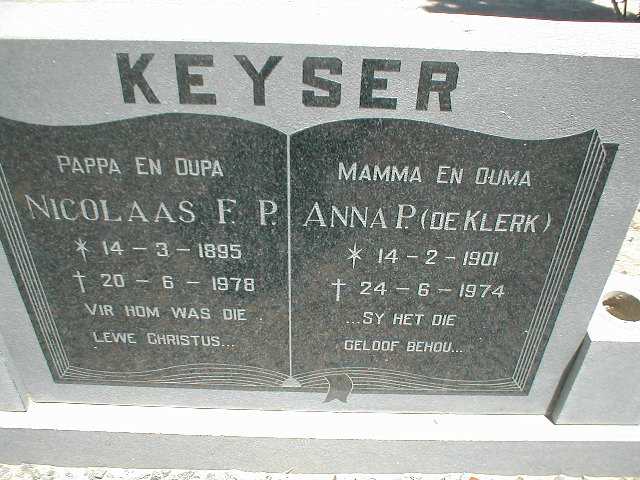 KEYSER
PAPPA EN OUPA
NICOLAAS F. P.
* 14 - 3 - 1895
† 20 - 6 - 1978
VIR HOM WAS DIE
LEWE CHRISTUS...
MAMMA EN OUMA
ANNA P. (DE KLERK)
* 14 - 2 - 1901
† 24 - 6 - 1974
...SY HET DIE
GELOOF BEHOU...